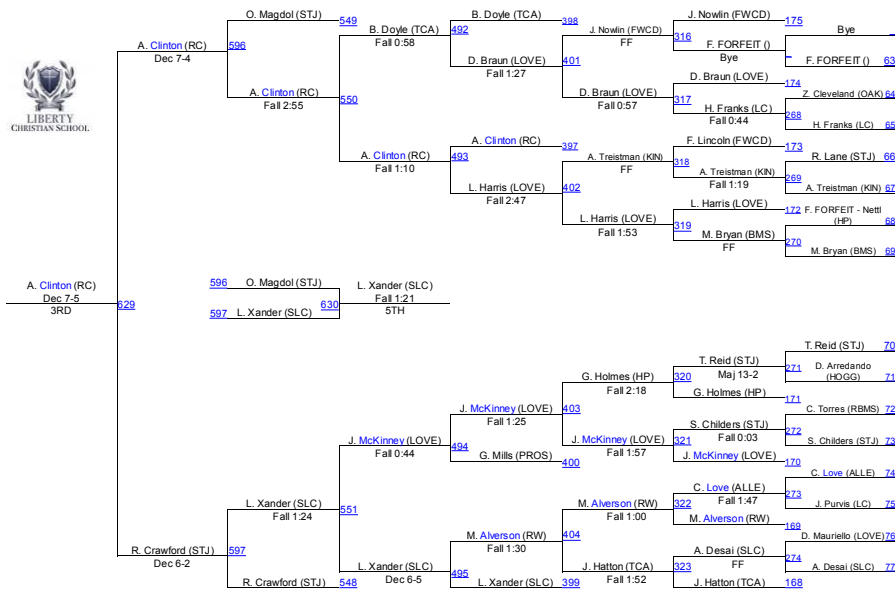 LIBERTY
CHRISTIAN SCHOOL
A. Clinton (RC)
Dec 7-5
3RD
629
A. Clinton (RC)
Dec 7-4
596
O. Magdol (STJ)
549
A. Clinton (RC)
Fall 2:55
550
B. Doyle (TCA)
Fall 0:58
492
A. Clinton (RC)
Fall 1:10
493
B. Doyle (TCA)
398
D. Braun (LOVE)
Fall 1:27
401
A. Clinton (RC)
397
L. Harris (LOVE)
Fall 2:47
402
J. Nowlin (FWCD)
FF
316
D. Braun (LOVE)
Fall 0:57
317
A. Treistman (KIN)
FF
318
L. Harris (LOVE)
Fall 1:53
319
J. Nowlin (FWCD)
175
F. FORFEIT ()
Bye
D. Braun (LOVE)
174
H. Franks (LC)
Fall 0:44
268
F. Lincoln (FWCD)
173
A. Treistman (KIN)
Fall 1:19
269
L. Harris (LOVE)
172
M. Bryan (BMS)
FF
270
Bye
F. FORFEIT ()
63
Z. Cleveland (OAK)
64
H. Franks (LC)
65
R. Lane (STJ)
66
A. Treistman (KIN)
67
F. FORFEIT - Nettl
(HP)
68
M. Bryan (BMS)
69
596
O. Magdol (STJ)
597
L. Xander (SLC)
630
L. Xander (SLC)
Fall 1:21
5TH
R. Crawford (STJ)
Dec 6-2
597
L. Xander (SLC)
Fall 1:24
551
R. Crawford (STJ)
548
J. McKinney (LOVE)
Fall 0:44
494
L. Xander (SLC)
Dec 6-5
495
J. McKinney (LOVE)
Fall 1:25
403
G. Mills (PROS)
400
M. Alverson (RW)
Fall 1:30
404
L. Xander (SLC)
399
G. Holmes (HP)
Fall 2:18
320
J. McKinney (LOVE)
Fall 1:57
321
M. Alverson (RW)
Fall 1:00
322
J. Hatton (TCA)
Fall 1:52
323
T. Reid (STJ)
Maj 13-2
271
G. Holmes (HP)
171
S. Childers (STJ)
Fall 0:03
272
J. McKinney (LOVE)
170
C. Love (ALLE)
Fall 1:47
273
M. Alverson (RW)
169
A. Desai (SLC)
FF
274
J. Hatton (TCA)
168
T. Reid (STJ)
70
D. Arredando
(HOGG)
71
C. Torres (RBMS)
72
S. Childers (STJ)
73
C. Love (ALLE)
74
J. Purvis (LC)
75
D. Mauriello (LOVE)
76
A. Desai (SLC)
77